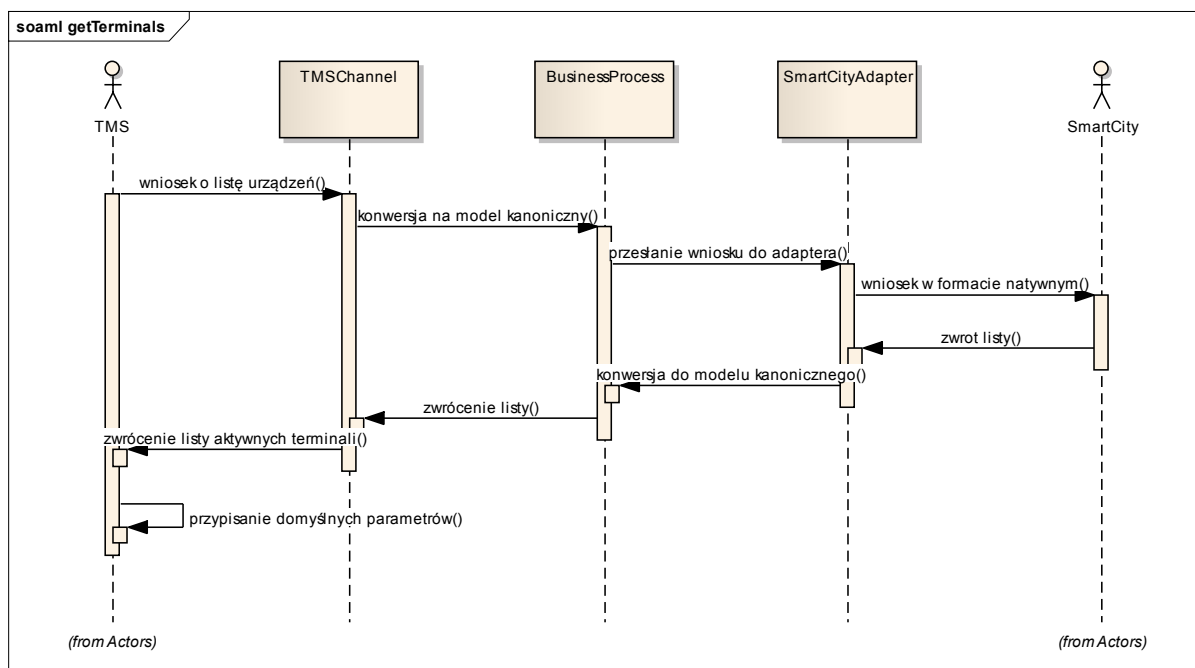 soaml getTerminals
TMS
TMSChannel
BusinessProcess
SmartCityAdapter
SmartCity
wniosek o listę urządzeń()
konwersja na model kanoniczny()
przesłanie wniosku do adaptera()
wniosek w formacie natywnym()
zwrot listy()
konwersja do modelu kanonicznego()
zwrócenie listy()
zwrócenie listy aktywnych terminali()
przypisanie domyślnych parametrów()
(from Actors)
(from Actors)